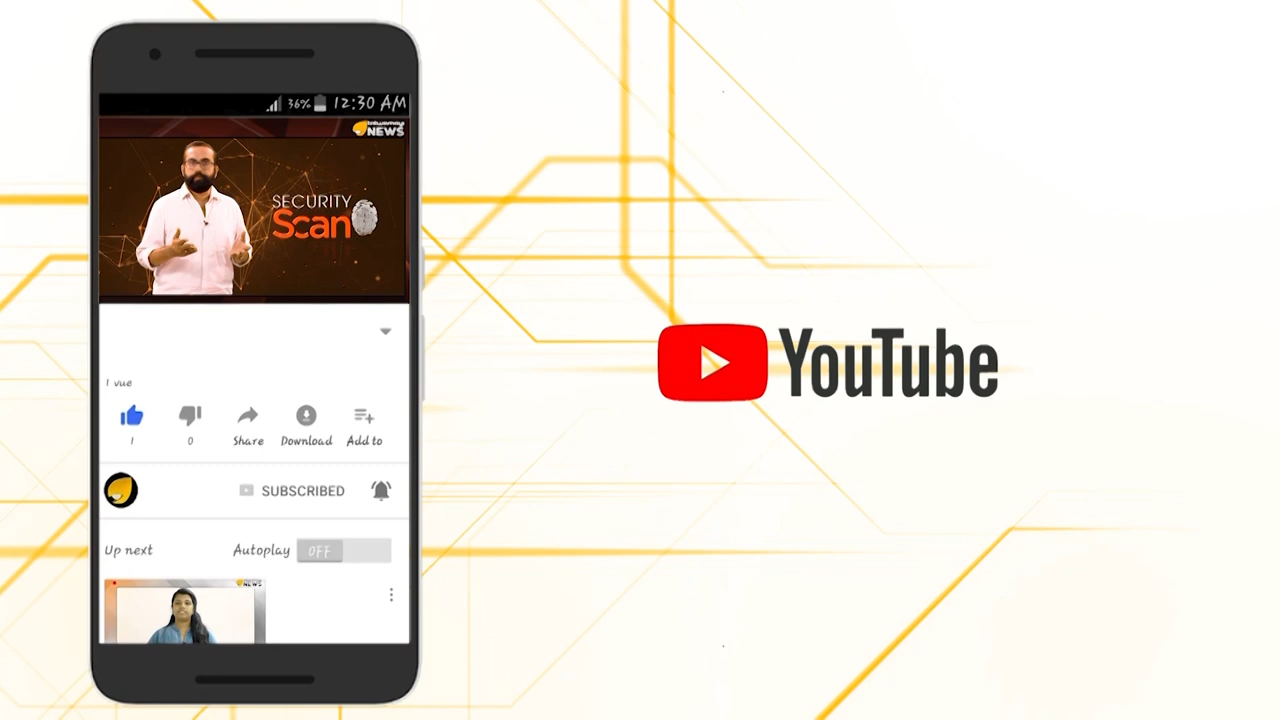 36% 12:30 AM
NEWS
SECURITY
Scan
1 vue
1
0
Share
Download
Add to
SUBSCRIBED
Up next
Autoplay
OFF
NEWS
YouTube